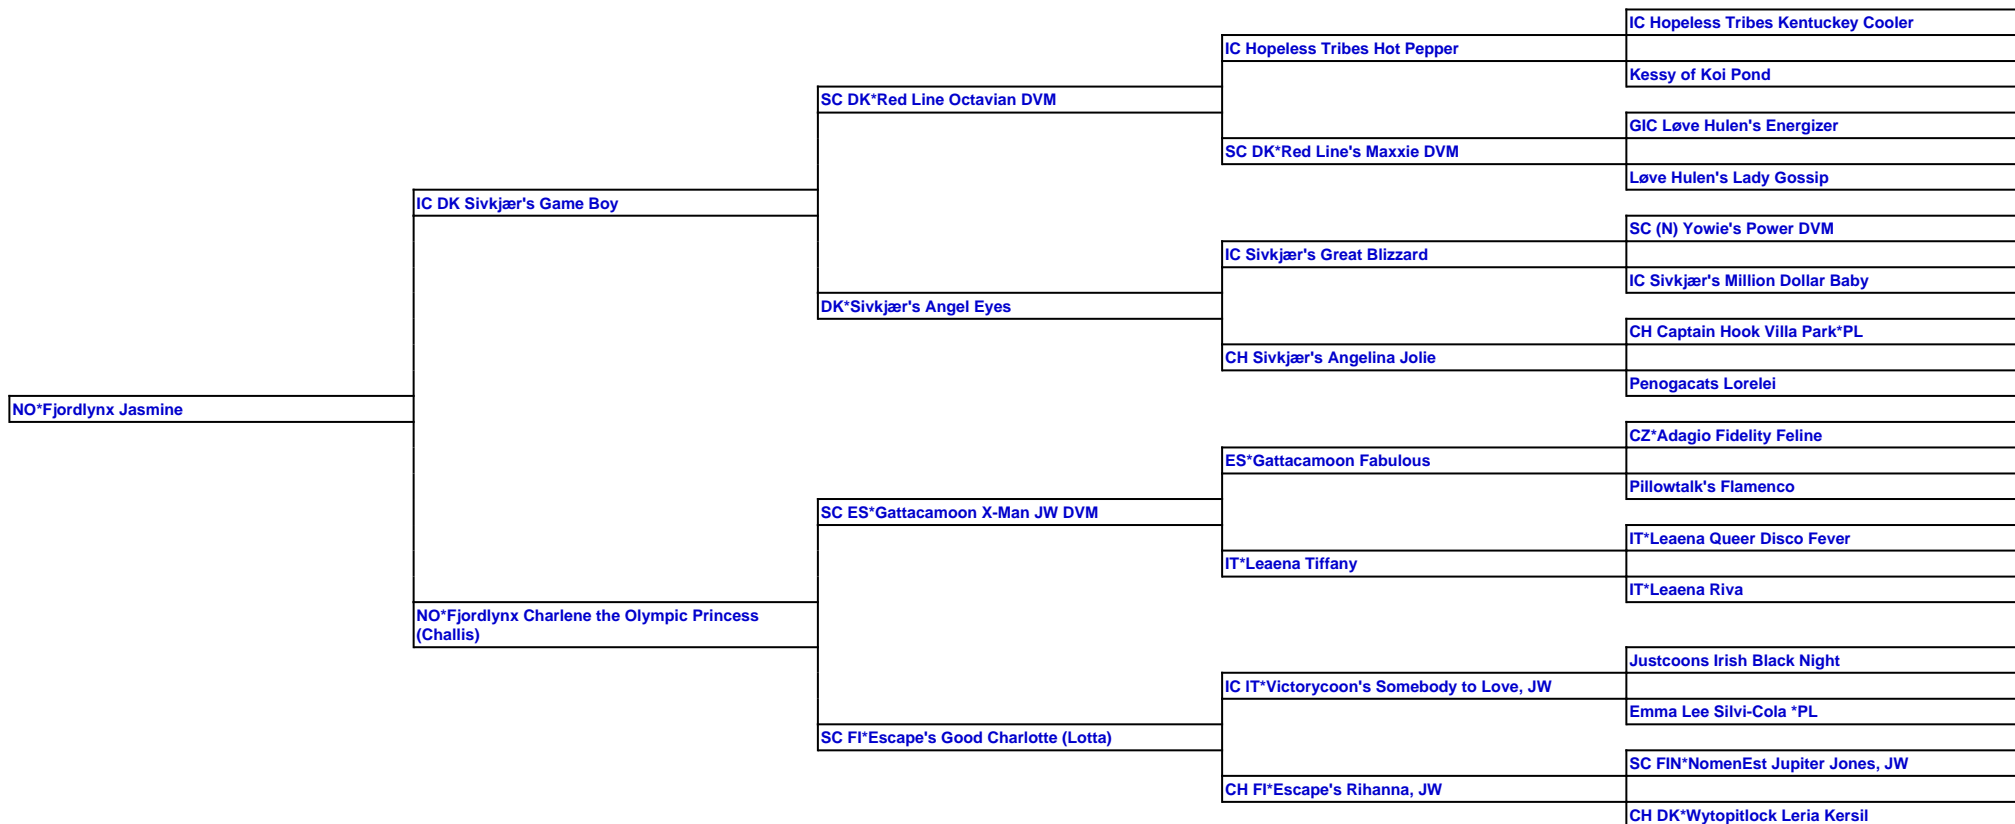 IC Hopeless Tribes Kentuckey Cooler
IC Hopeless Tribes Hot Pepper
Kessy of Koi Pond
SC DK*Red Line Octavian DVM
GIC Løve Hulen's Energizer
SC DK*Red Line's Maxxie DVM
Løve Hulen's Lady Gossip
IC DK Sivkjær's Game Boy
SC (N) Yowie's Power DVM
IC Sivkjær's Great Blizzard
IC Sivkjær's Million Dollar Baby
DK*Sivkjær's Angel Eyes
CH Captain Hook Villa Park*PL
CH Sivkjær's Angelina Jolie
Penogacats Lorelei
NO*Fjordlynx Jasmine
CZ*Adagio Fidelity Feline
ES*Gattacamoon Fabulous
Pillowtalk's Flamenco
SC ES*Gattacamoon X-Man JW DVM
IT*Leaena Queer Disco Fever
IT*Leaena Tiffany
IT*Leaena Riva
NO*Fjordlynx Charlene the Olympic Princess
(Challis)
Justcoons Irish Black Night
IC IT*Victorycoon's Somebody to Love, JW
Emma Lee Silvi-Cola *PL
SC FI*Escape's Good Charlotte (Lotta)
SC FIN*NomenEst Jupiter Jones, JW
CH FI*Escape's Rihanna, JW
CH DK*Wytopitlock Leria Kersil